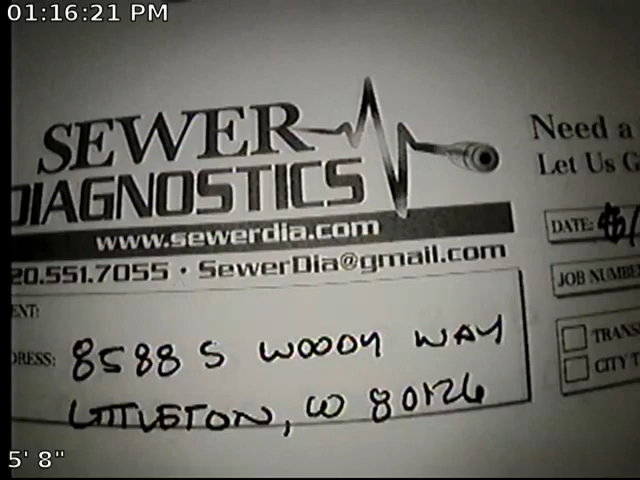 01:16:21 PM
SEWER
DIAGNOSTICS
www.sewerdia.com
20.551.7055 • SewerDia@gmail.com
Need a
Let Us G
DATE:
JOB NUMBE
TRANS
CITY T
ENT:
DRESS: 8588 S WOODY WAY
LITTLETON, CO 80126
5' 8"